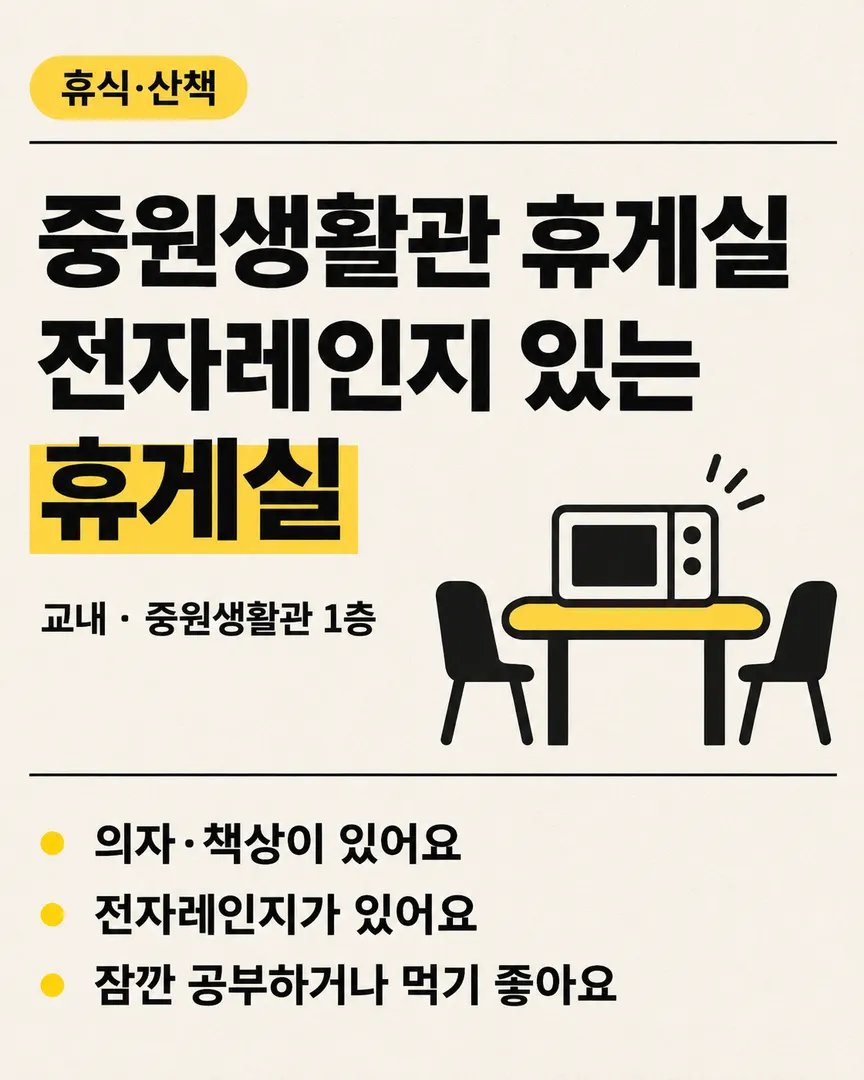 휴식·산책
중원생활관 휴게실
전자레인지 있는
휴게실
교내 · 중원생활관 1층
의자·책상이 있어요
전자레인지가 있어요
잠깐 공부하거나 먹기 좋아요